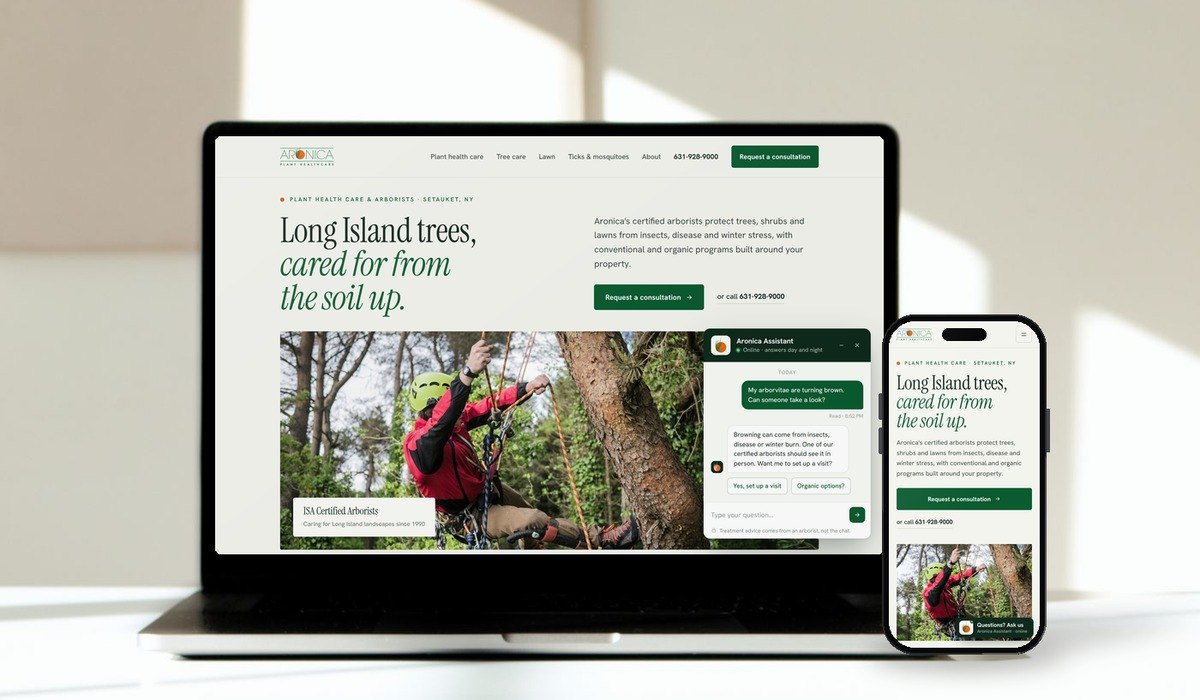 ARONICA
PLANT HEALTHCARE
Plant health care
Tree care
Lawn
Ticks & mosquitoes
About
631-928-9000
Request a consultation
PLANT HEALTH CARE & ARBORISTS · SETAUKET, NY
Long Island trees,
cared for from
the soil up.
Aronica's certified arborists protect trees, shrubs and
lawns from insects, disease and winter stress, with
conventional and organic programs built around your
property.
Request a consultation →
or call 631-928-9000
ISA Certified Arborists
Caring for Long Island landscapes since 1990
Aronica Assistant
Online · answers day and night
TODAY
My arborvitae are turning brown.
Can someone take a look?
Read · 8:02 PM
Browning can come from insects,
disease or winter burn. One of our
certified arborists should see it in
person. Want me to set up a visit?
Yes, set up a visit
Organic options?
Type your question...
Treatment advice comes from an arborist, not the chat.
ARONICA
PLANT HEALTHCARE
PLANT HEALTH CARE · SETAUKET, NY
Long Island trees,
cared for from
the soil up.
Aronica's certified arborists protect trees,
shrubs and lawns from insects, disease and
winter stress, with conventional and organic
programs built around your property.
Request a consultation →
or call 631-928-9000
Questions? Ask us
Aronica Assistant · online